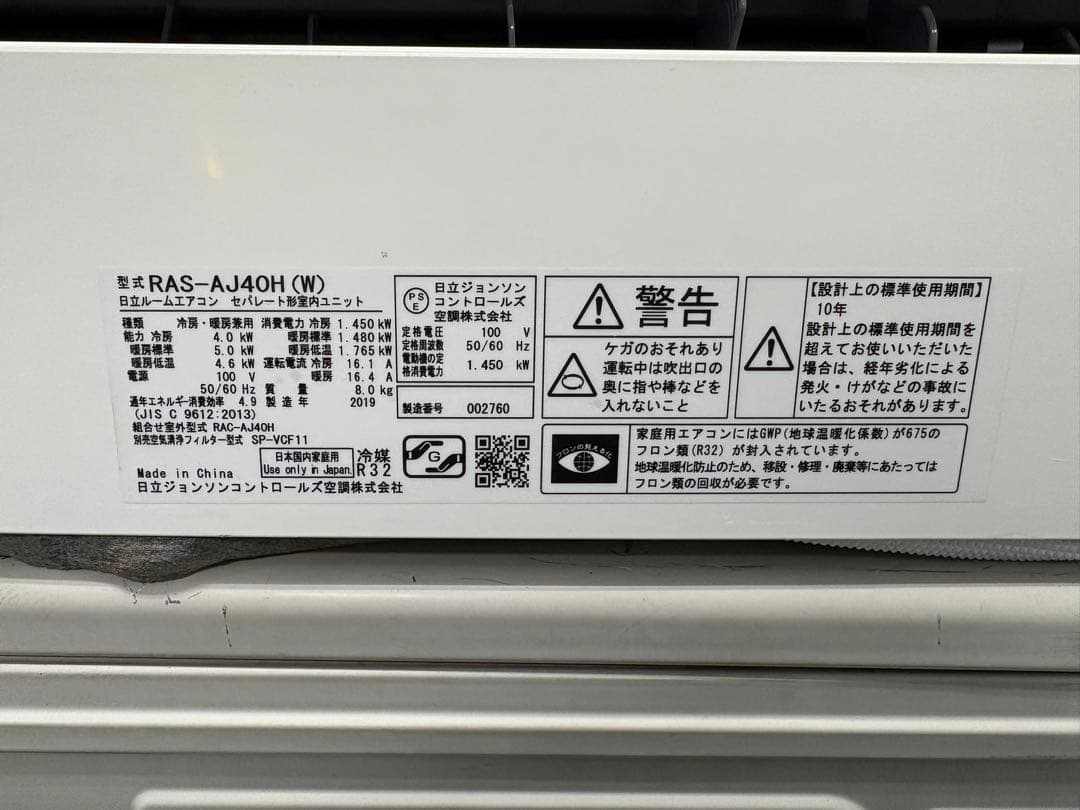 型式 RAS-AJ40H(W)
日立ルームエアコン セパレート形室内ユニット
種類 冷房・暖房兼用 消費電力 冷房 1.450 kW
能力 冷房 4.0 kW 暖房標準 1.480 kW
暖房標準 5.0 kW 暖房低温 1.765 kW
暖房低温 4.6 kW 運転電流 冷房 16.1 A
電源 100 V 暖房 16.4 A
50/60 Hz 質量 8.0 kg
通年エネルギー消費効率 4.9 製造年 2019
(JIS C 9612:2013)
組合せ室外型式 RAC-AJ40H
別売空気清浄フィルター型式 SP-VCF11
日本国内家庭用
Use only in Japan
冷媒
R32
Made in China
日立ジョンソンコントロールズ空調株式会社
PS
E
日立ジョンソン
コントロールズ
空調株式会社
定格電圧 100 V
定格周波数 50/60 Hz
電動機の定
格消費電力 1.450 kW
製造番号 002760
G
警告
ケガのおそれあり
運転中は吹出口の
奥に指や棒などを
入れないこと
【設計上の標準使用期間】
10年
設計上の標準使用期間を
超えてお使いいただいた
場合は、経年劣化による
発火・けがなどの事故に
いたるおそれがあります。
フロンの見える化
家庭用エアコンにはGWP(地球温暖化係数)が675の
フロン類(R32)が封入されています。
地球温暖化防止のため、移設・修理・廃棄等にあたっては
フロン類の回収が必要です。